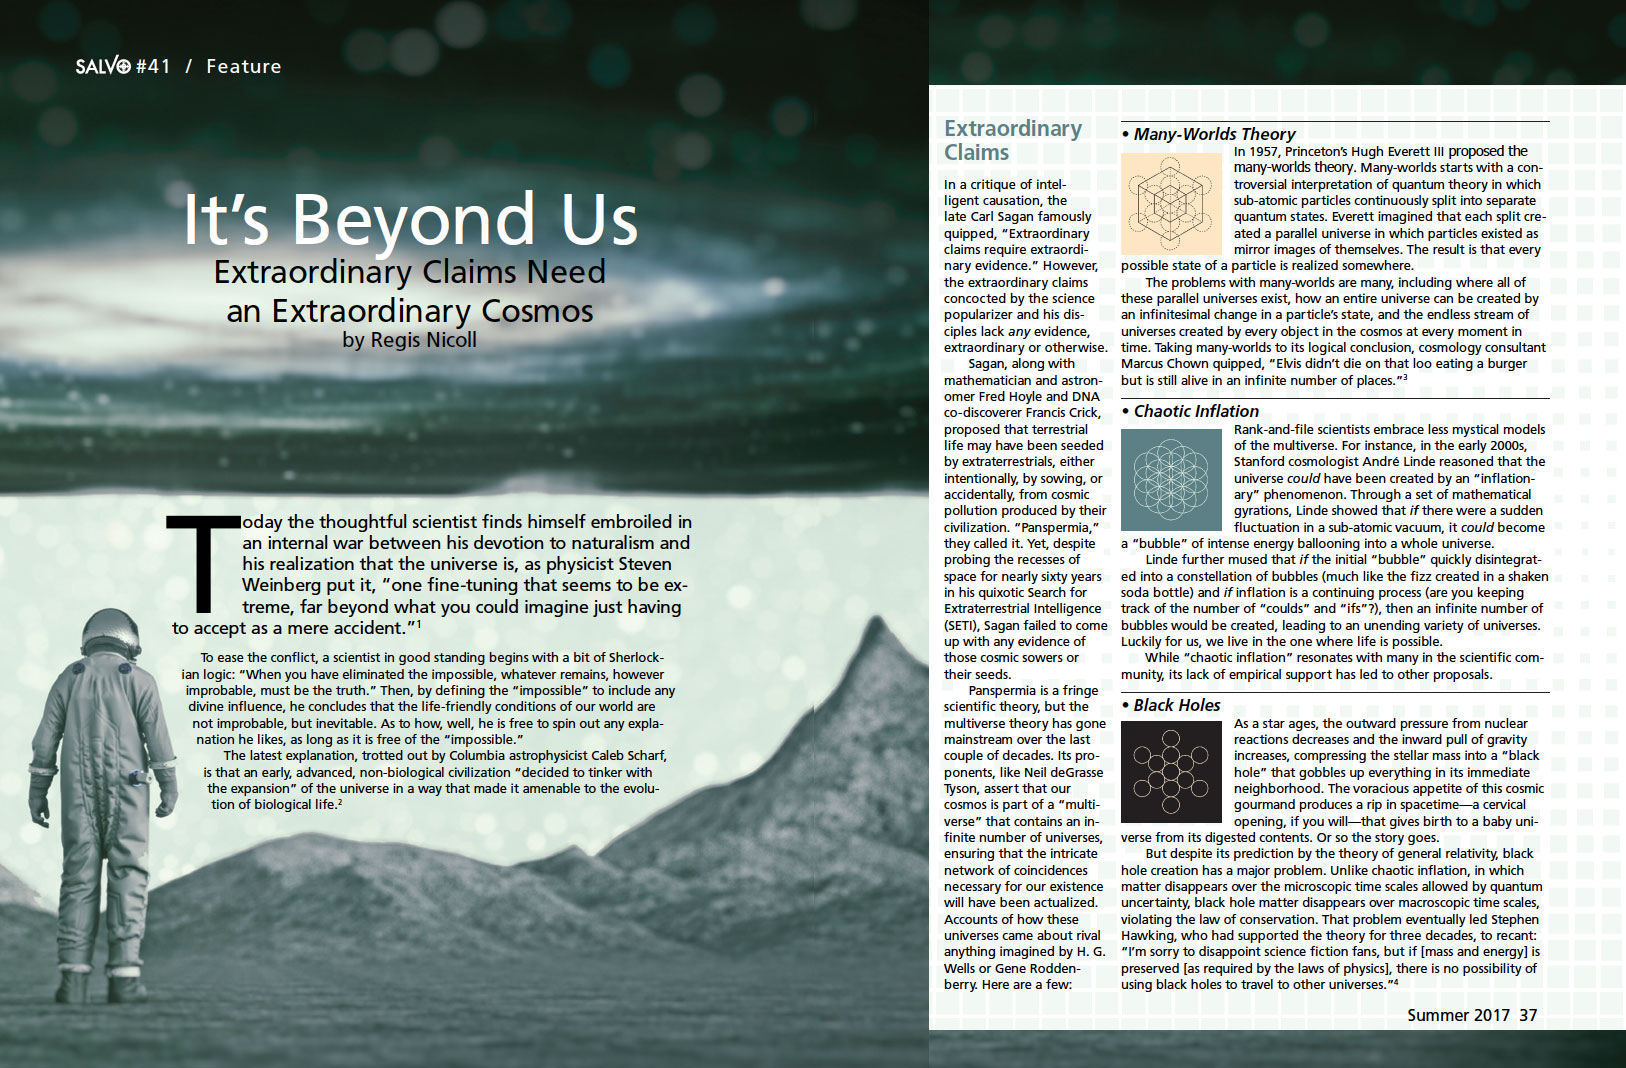 SALVO #41 / Feature
It's Beyond Us
Extraordinary Claims Need
an Extraordinary Cosmos
by Regis Nicoll
Today the thoughtful scientist finds himself embroiled in
an internal war between his devotion to naturalism and
his realization that the universe is, as physicist Steven
Weinberg put it, “one fine-tuning that seems to be ex-
treme, far beyond what you could imagine just having
to accept as a mere accident.”1
To ease the conflict, a scientist in good standing begins with a bit of Sherlock-
ian logic: “When you have eliminated the impossible, whatever remains, however
improbable, must be the truth.” Then, by defining the “impossible” to include any
divine influence, he concludes that the life-friendly conditions of our world are
not improbable, but inevitable. As to how, well, he is free to spin out any expla-
nation he likes, as long as it is free of the “impossible.”
The latest explanation, trotted out by Columbia astrophysicist Caleb Scharf,
is that an early, advanced, non-biological civilization “decided to tinker with
the expansion” of the universe in a way that made it amenable to the evolu-
tion of biological life.2
Extraordinary
Claims
In a critique of intel-
ligent causation, the
late Carl Sagan famously
quipped, “Extraordinary
claims require extraordi-
nary evidence.” However,
the extraordinary claims
concocted by the science
popularizer and his dis-
ciples lack any evidence,
extraordinary or otherwise.
Sagan, along with
mathematician and astron-
omer Fred Hoyle and DNA
co-discoverer Francis Crick,
proposed that terrestrial
life may have been seeded
by extraterrestrials, either
intentionally, by sowing, or
accidentally, from cosmic
pollution produced by their
civilization. “Panspermia,”
they called it. Yet, despite
probing the recesses of
space for nearly sixty years
in his quixotic Search for
Extraterrestrial Intelligence
(SETI), Sagan failed to come
up with any evidence of
those cosmic sowers or
their seeds.
Panspermia is a fringe
scientific theory, but the
multiverse theory has gone
mainstream over the last
couple of decades. Its pro-
ponents, like Neil deGrasse
Tyson, assert that our
cosmos is part of a “multi-
verse” that contains an in-
finite number of universes,
ensuring that the intricate
network of coincidences
necessary for our existence
will have been actualized.
Accounts of how these
universes came about rival
anything imagined by H. G.
Wells or Gene Rodden-
berry. Here are a few:
• Many-Worlds Theory
In 1957, Princeton’s Hugh Everett III proposed the
many-worlds theory. Many-worlds starts with a con-
troversial interpretation of quantum theory in which
sub-atomic particles continuously split into separate
quantum states. Everett imagined that each split cre-
ated a parallel universe in which particles existed as
mirror images of themselves. The result is that every
possible state of a particle is realized somewhere.
The problems with many-worlds are many, including where all of
these parallel universes exist, how an entire universe can be created by
an infinitesimal change in a particle’s state, and the endless stream of
universes created by every object in the cosmos at every moment in
time. Taking many-worlds to its logical conclusion, cosmology consultant
Marcus Chown quipped, “Elvis didn’t die on that loo eating a burger
but is still alive in an infinite number of places.”3
• Chaotic Inflation
Rank-and-file scientists embrace less mystical models
of the multiverse. For instance, in the early 2000s,
Stanford cosmologist André Linde reasoned that the
universe could have been created by an “inflation-
ary” phenomenon. Through a set of mathematical
gyrations, Linde showed that if there were a sudden
fluctuation in a sub-atomic vacuum, it could become
a “bubble” of intense energy ballooning into a whole universe.
Linde further mused that if the initial “bubble” quickly disintegrat-
ed into a constellation of bubbles (much like the fizz created in a shaken
soda bottle) and if inflation is a continuing process (are you keeping
track of the number of “coulds” and “ifs”?), then an infinite number of
bubbles would be created, leading to an unending variety of universes.
Luckily for us, we live in the one where life is possible.
While “chaotic inflation” resonates with many in the scientific com-
munity, its lack of empirical support has led to other proposals.
• Black Holes
As a star ages, the outward pressure from nuclear
reactions decreases and the inward pull of gravity
increases, compressing the stellar mass into a “black
hole” that gobbles up everything in its immediate
neighborhood. The voracious appetite of this cosmic
gourmand produces a rip in spacetime—a cervical
opening, if you will—that gives birth to a baby uni-
verse from its digested contents. Or so the story goes.
But despite its prediction by the theory of general relativity, black
hole creation has a major problem. Unlike chaotic inflation, in which
matter disappears over the microscopic time scales allowed by quantum
uncertainty, black hole matter disappears over macroscopic time scales,
violating the law of conservation. That problem eventually led Stephen
Hawking, who had supported the theory for three decades, to recant:
“I’m sorry to disappoint science fiction fans, but if [mass and energy] is
preserved [as required by the laws of physics], there is no possibility of
using black holes to travel to other universes.”4
Summer 2017 37